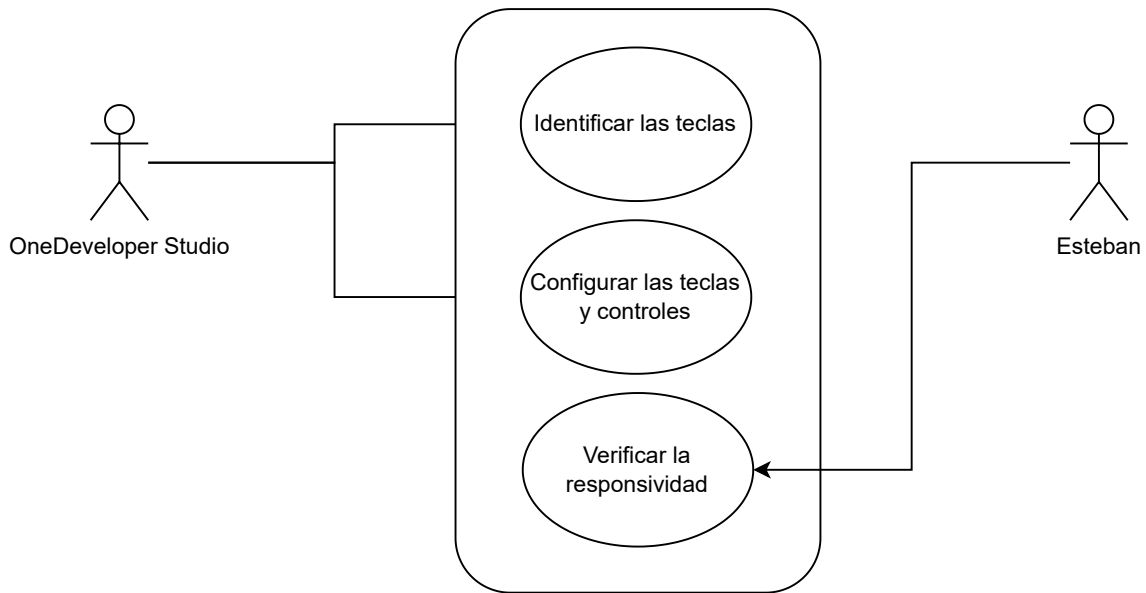 Identificar las teclas
OneDeveloper Studio
Esteban
Configurar las teclas
y controles
Verificar la
responsividad